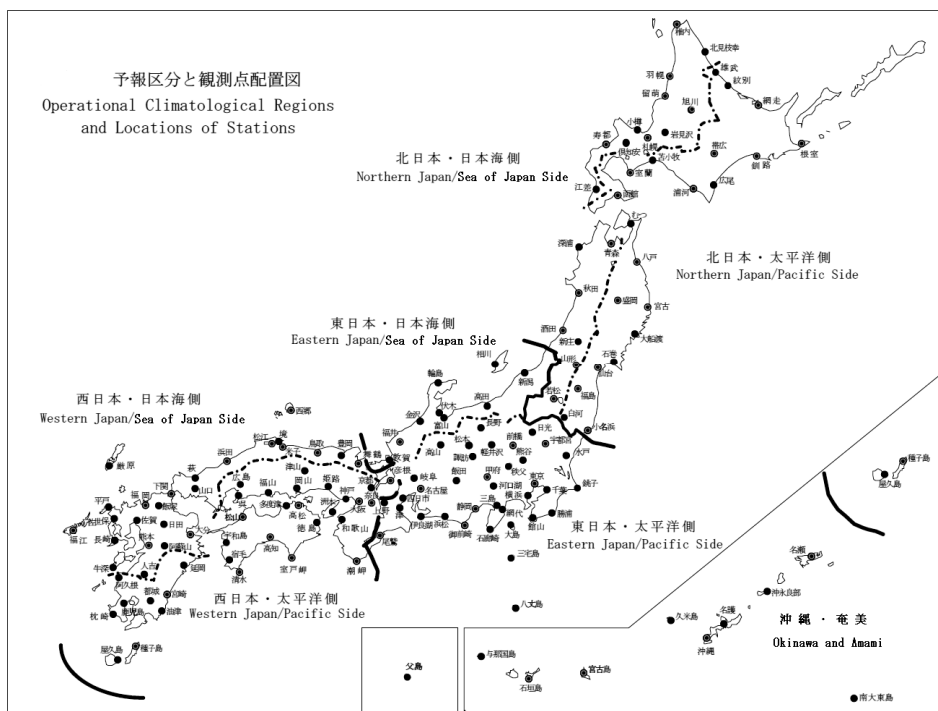 予報区分と観測点配置図
Operational Climatological Regions
and Locations of Stations
稚内
北見枝幸
雄武
羽幌
紋別
留萌
旭川
網走
小樽
岩見沢
寿都
倶知安
札幌
帯広
根室
苫小牧
釧路
北日本・日本海側
Northern Japan/Sea of Japan Side
室蘭
江差
広尾
函館
浦河
む
深浦
青森
八戸
北日本・太平洋側
Northern Japan/Pacific Side
秋田
盛岡
宮古
東日本・日本海側
Eastern Japan/Sea of Japan Side
酒田
新庄
大船渡
相川
山形
石巻
仙台
輪島
新潟
若松
福島
西日本・日本海側
Western Japan/Sea of Japan Side
西郷
伏木
高田
白河
金沢
富山
小名浜
長野
日光
松江
境
米子
鳥取
豊岡
福井
舞鶴
敦賀
高山
松本
軽井沢
前橋
宇都宮
水戸
浜田
諏訪
熊谷
厳原
萩
津山
彦根
岐阜
飯田
甲府
秩父
下関
山口
広島
福山
岡山
姫路
神戸
京都
奈良
名古屋
河口湖
東京
銚子
平戸
福岡
飯塚
呉
多度津
洲本
大阪
上野
四日市
静岡
三島
横浜
千葉
佐世保
佐賀
日田
松山
高松
津
網代
勝浦
福江
長崎
熊本
大分
宇和島
徳島
和歌山
伊良湖
浜松
御前崎
石廊崎
大島
館山
阿蘇山
高知
尾鷲
東日本・太平洋側
Eastern Japan/Pacific Side
宿毛
牛深
人吉
延岡
清水
室戸岬
潮岬
三宅島
阿久根
都城
宮崎
西日本・太平洋側
Western Japan/Pacific Side
枕崎
鹿児島
油津
八丈島
屋久島
種子島
種子島
屋久島
名瀬
沖永良部
久米島
名護
沖縄
沖縄・奄美
Okinawa and Amami
父島
与那国島
石垣島
宮古島
南大東島